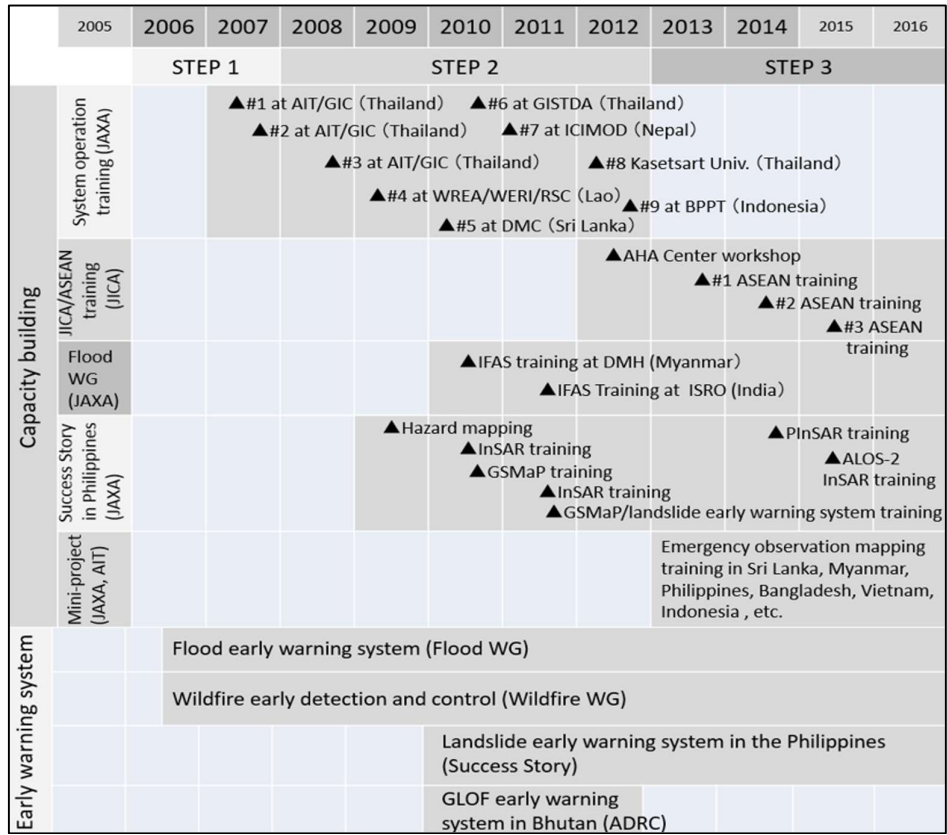 2005 2006 2007 2008 2009 2010 2011 2012 2013 2014 2015 2016
STEP 1 STEP 2 STEP 3
Capacity building
System operation
training (JAXA)
▲#1 at AIT/GIC (Thailand)
▲#2 at AIT/GIC (Thailand)
▲#3 at AIT/GIC (Thailand)
▲#4 at WREA/WERI/RSC (Lao)
▲#5 at DMC (Sri Lanka)
▲#6 at GISTDA (Thailand)
▲#7 at ICIMOD (Nepal)
▲#8 Kasetsart Univ. (Thailand)
▲#9 at BPPT (Indonesia)
JICA/ASEAN
training
(JICA)
▲AHA Center workshop
▲#1 ASEAN training
▲#2 ASEAN training
▲#3 ASEAN
training
Flood
WG
(JAXA)
▲IFAS training at DMH (Myanmar)
▲IFAS Training at ISRO (India)
Success Story
in Philippines
(JAXA)
▲Hazard mapping
▲InSAR training
▲GSMaP training
▲InSAR training
▲GSMaP/landslide early warning system training
▲PInSAR training
▲ALOS-2
InSAR training
Mini-project
(JAXA, AIT)
Emergency observation mapping
training in Sri Lanka, Myanmar,
Philippines, Bangladesh, Vietnam,
Indonesia , etc.
Early warning system
Flood early warning system (Flood WG)
Wildfire early detection and control (Wildfire WG)
Landslide early warning system in the Philippines
(Success Story)
GLOF early warning
system in Bhutan (ADRC)